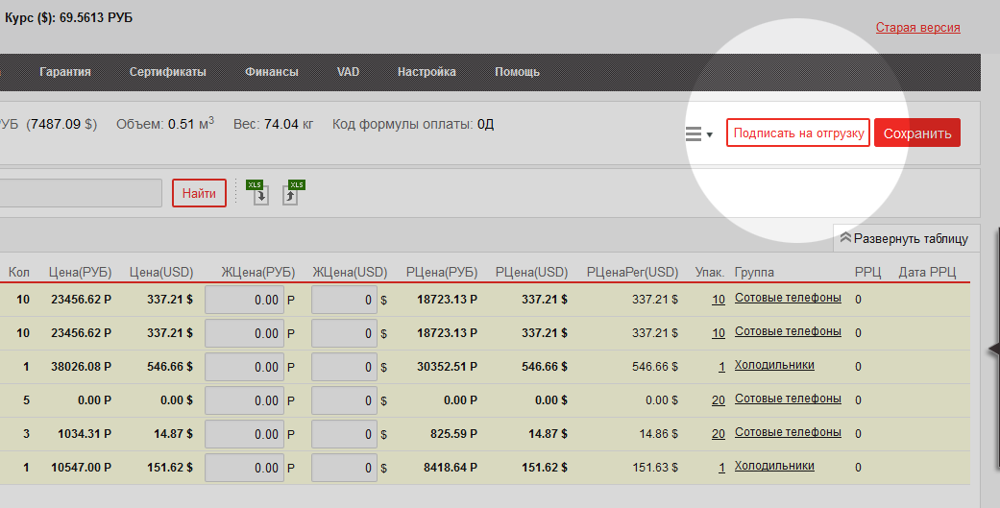 Курс ($): 69.5613 РУБ
Старая версия
Гарантия Сертификаты Финансы VAD Настройка Помощь
УБ (7487.09 $) Объем: 0.51 м³ Вес: 74.04 кг Код формулы оплаты: 0Д
Подписать на отгрузку Сохранить
Найти XLS XLS
Развернуть таблицу
Кол Цена(РУБ) Цена(USD) ЖЦена(РУБ) ЖЦена(USD) РЦена(РУБ) РЦена(USD) РЦенаРег(USD) Упак. Группа РРЦ Дата РРЦ
10 23456.62 Р 337.21 $ 0.00 Р 0 $ 18723.13 Р 337.21 $ 337.21 $ 10 Сотовые телефоны 0
10 23456.62 Р 337.21 $ 0.00 Р 0 $ 18723.13 Р 337.21 $ 337.21 $ 10 Сотовые телефоны 0
1 38026.08 Р 546.66 $ 0.00 Р 0 $ 30352.51 Р 546.66 $ 546.66 $ 1 Холодильники 0
5 0.00 Р 0.00 $ 0.00 Р 0 $ 0.00 Р 0.00 $ 0.00 $ 20 Сотовые телефоны 0
3 1034.31 Р 14.87 $ 0.00 Р 0 $ 825.59 Р 14.87 $ 14.86 $ 20 Сотовые телефоны 0
1 10547.00 Р 151.62 $ 0.00 Р 0 $ 8418.64 Р 151.62 $ 151.63 $ 1 Холодильники 0